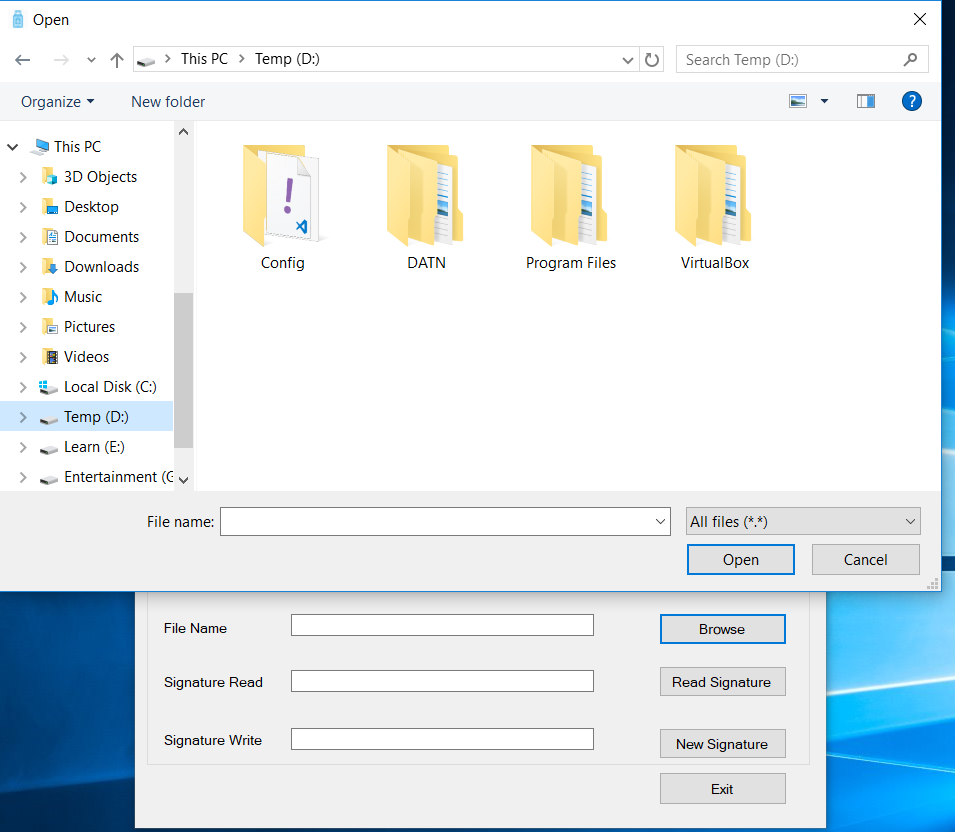 Open
This PC > Temp (D:)
Search Temp (D:)
Organize
New folder
?
This PC
3D Objects
Desktop
Documents
Downloads
Music
Pictures
Videos
Local Disk (C:)
Temp (D:)
Learn (E:)
Entertainment (G
!
Config
DATN
Program Files
VirtualBox
File name:
All files (*.*)
Open
Cancel
File Name
Browse
Signature Read
Read Signature
Signature Write
New Signature
Exit